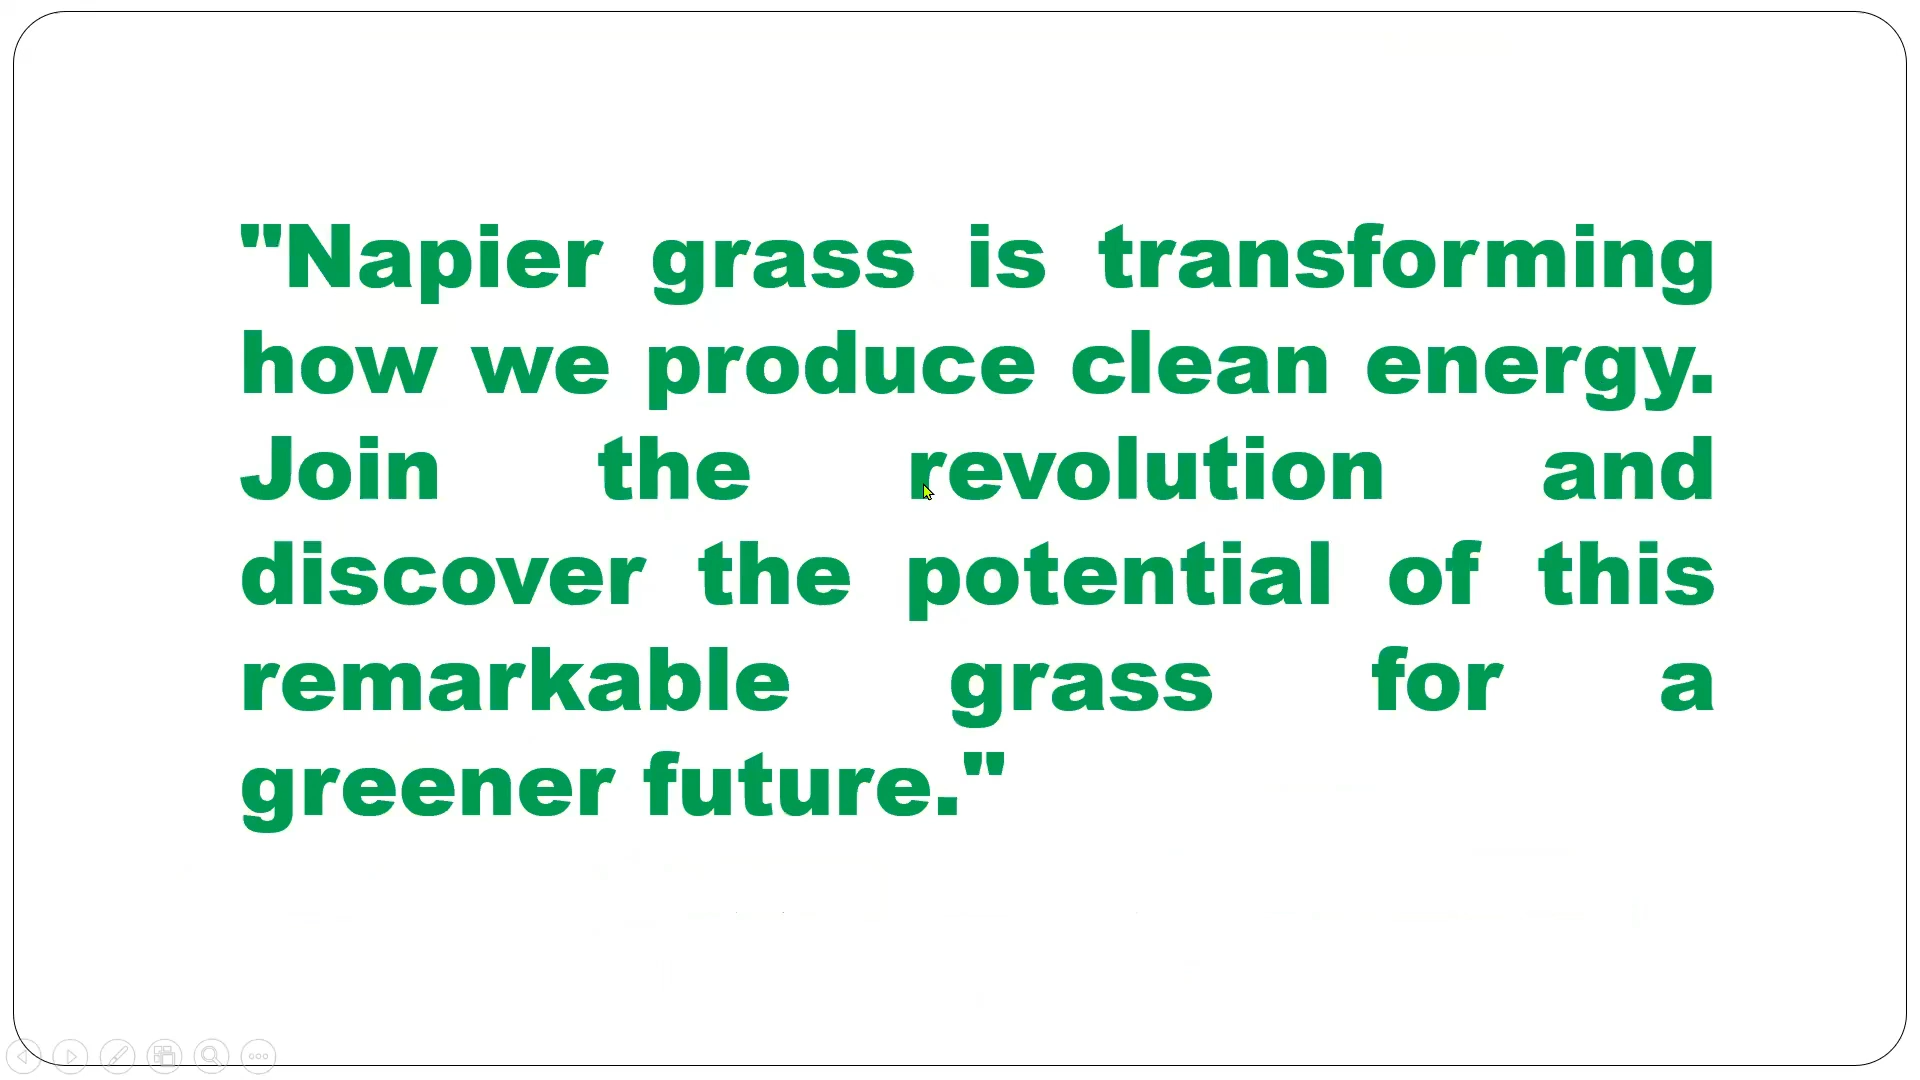 "Napier grass is transforming
how we produce clean energy.
Join the revolution and
discover the potential of this
remarkable grass for a
greener future."